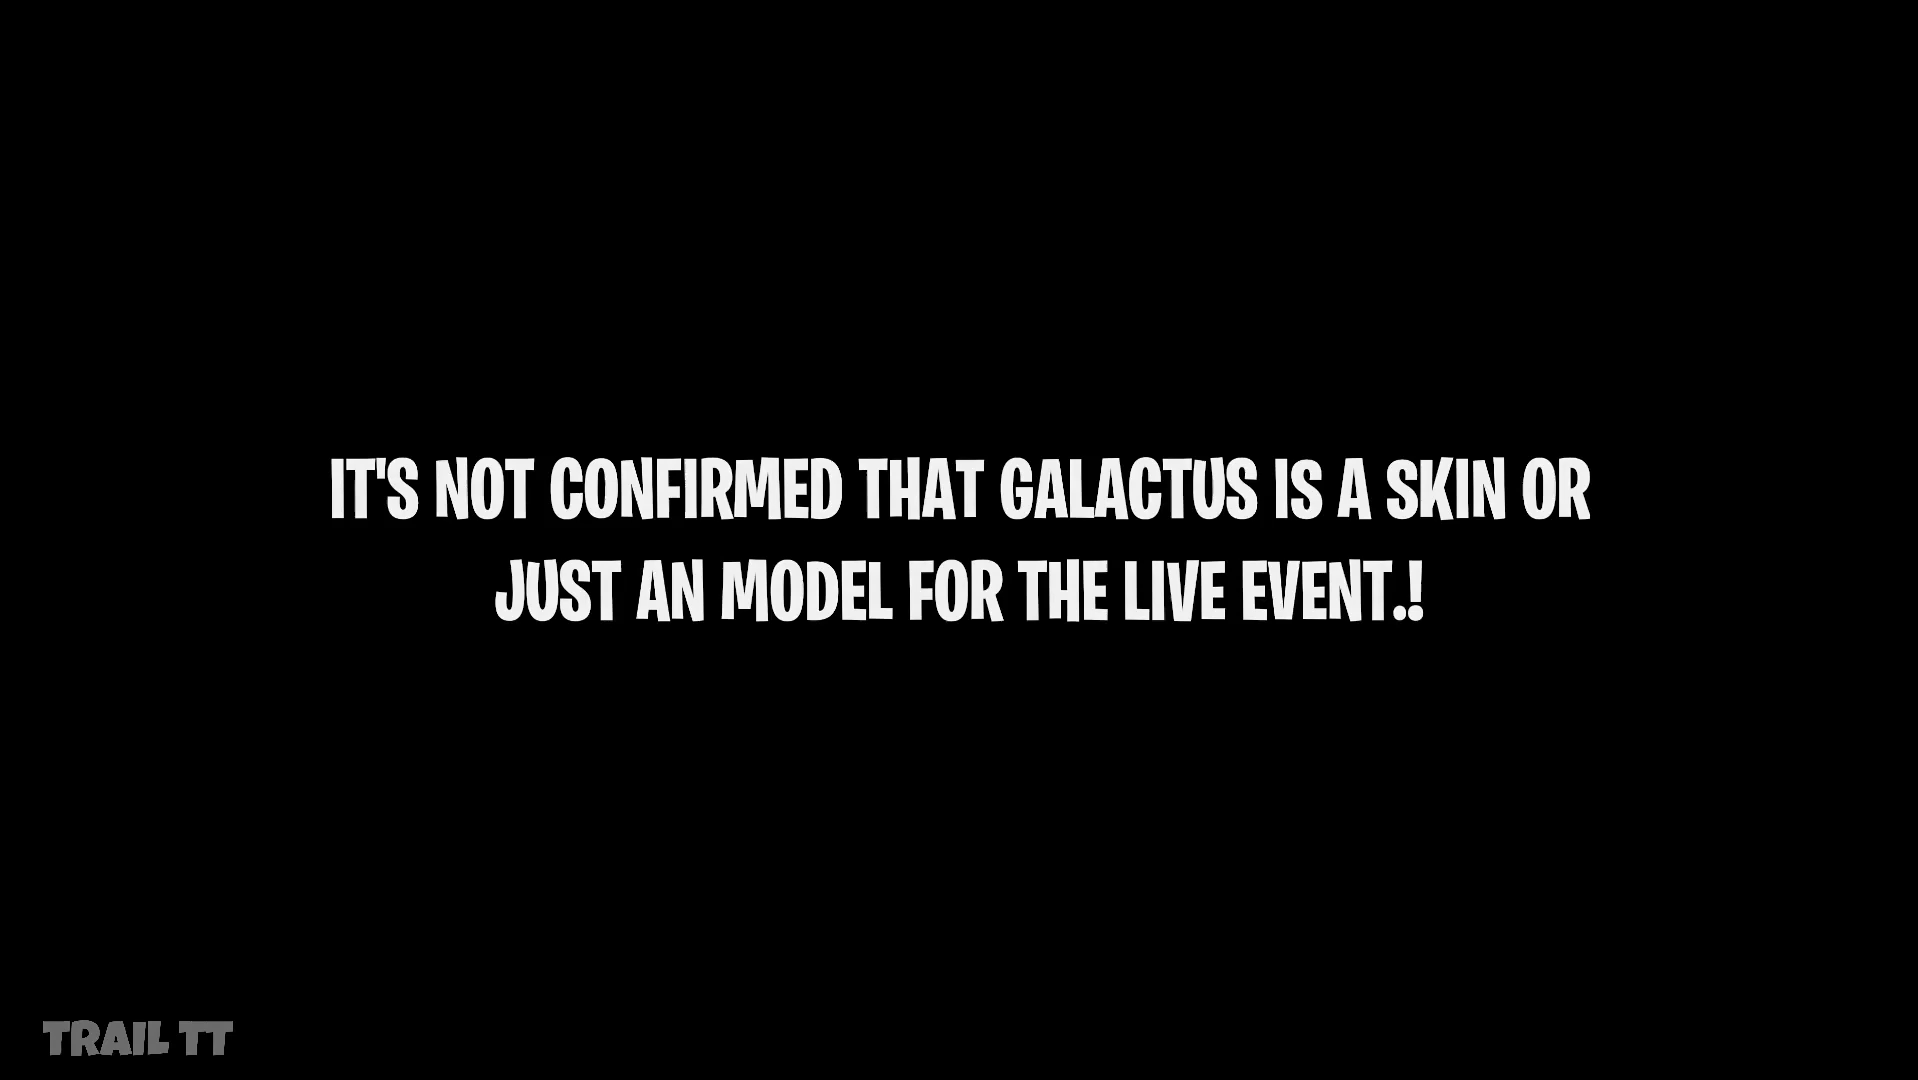 IT'S NOT CONFIRMED THAT GALACTUS IS A SKIN OR
JUST AN MODEL FOR THE LIVE EVENT.!
TRAIL TT